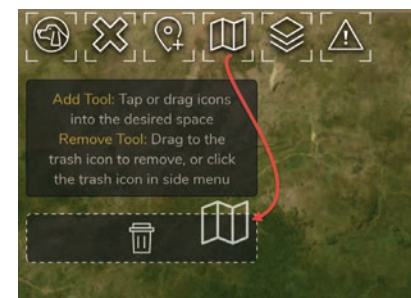 Add Tool: Tap or drag icons
into the desired space
Remove Tool: Drag to the
trash icon to remove, or click
the trash icon in side menu